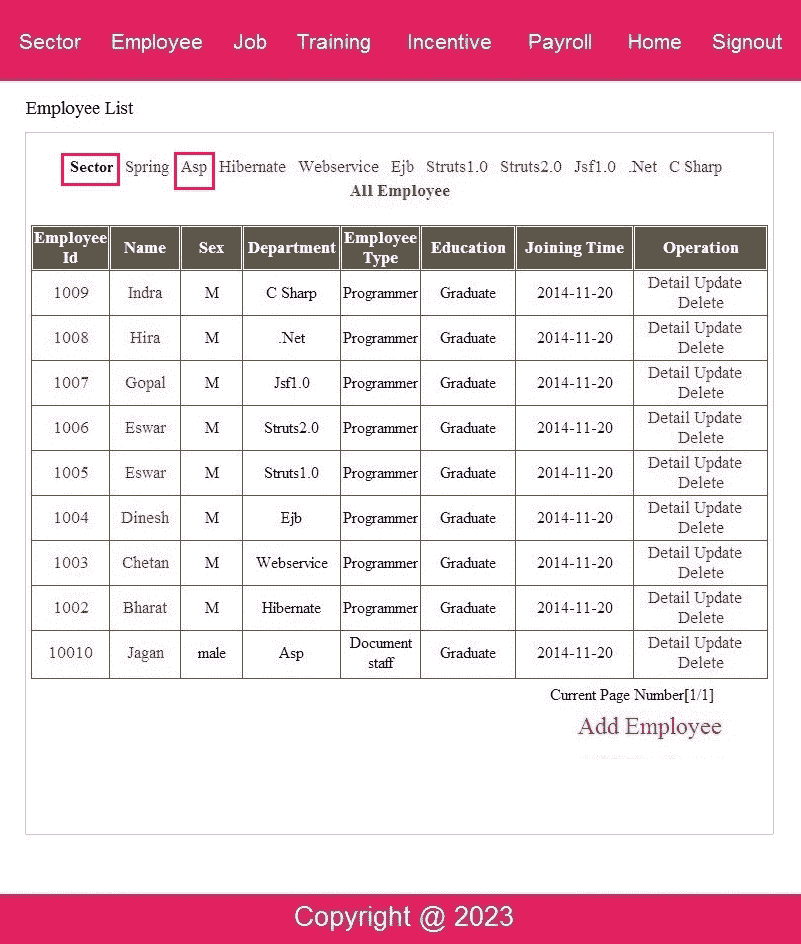 Sector Employee Job Training Incentive Payroll Home Signout
Employee List
Sector Spring Asp Hibernate Webservice Ejb Struts1.0 Struts2.0 Jsf1.0 .Net C Sharp
All Employee
Employee Id Name Sex Department Employee Type Education Joining Time Operation
1009 Indra M C Sharp Programmer Graduate 2014-11-20 Detail Update Delete
1008 Hira M .Net Programmer Graduate 2014-11-20 Detail Update Delete
1007 Gopal M Jsf1.0 Programmer Graduate 2014-11-20 Detail Update Delete
1006 Eswar M Struts2.0 Programmer Graduate 2014-11-20 Detail Update Delete
1005 Eswar M Struts1.0 Programmer Graduate 2014-11-20 Detail Update Delete
1004 Dinesh M Ejb Programmer Graduate 2014-11-20 Detail Update Delete
1003 Chetan M Webservice Programmer Graduate 2014-11-20 Detail Update Delete
1002 Bharat M Hibernate Programmer Graduate 2014-11-20 Detail Update Delete
10010 Jagan male Asp Document staff Graduate 2014-11-20 Detail Update Delete
Current Page Number[1/1]
Add Employee
Copyright @ 2023